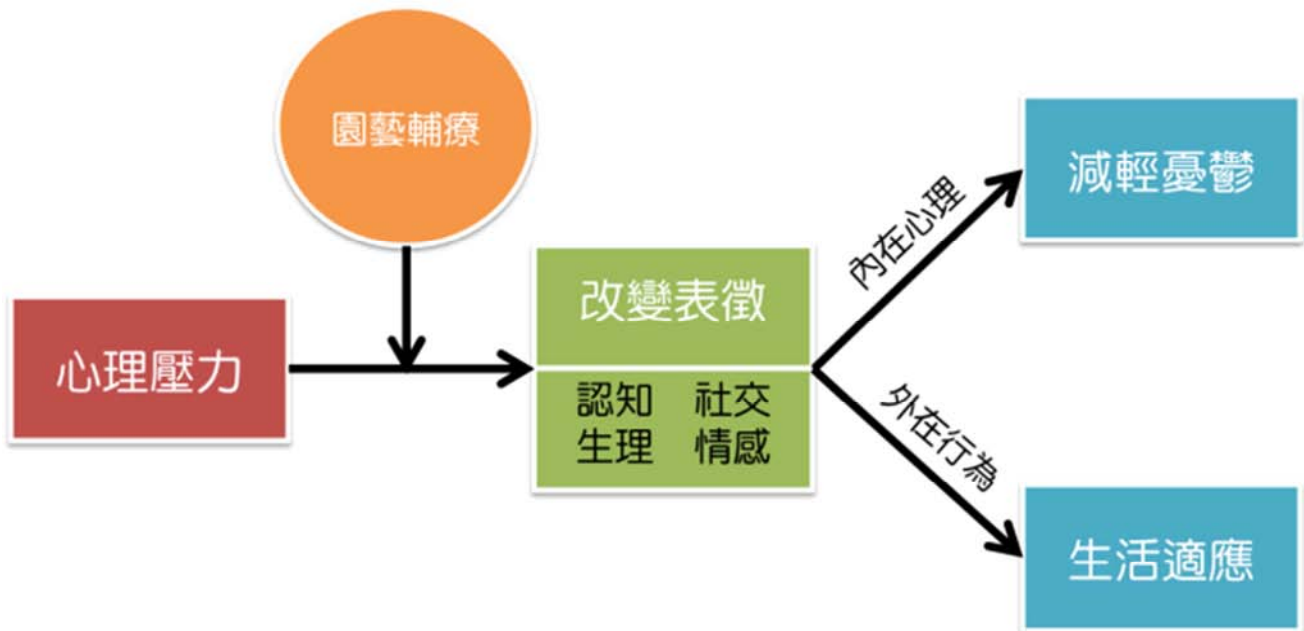 園藝輔療
減輕憂鬱
內在心理
改變表徵
心理壓力
認知 社交
生理 情感
外在行為
生活適應